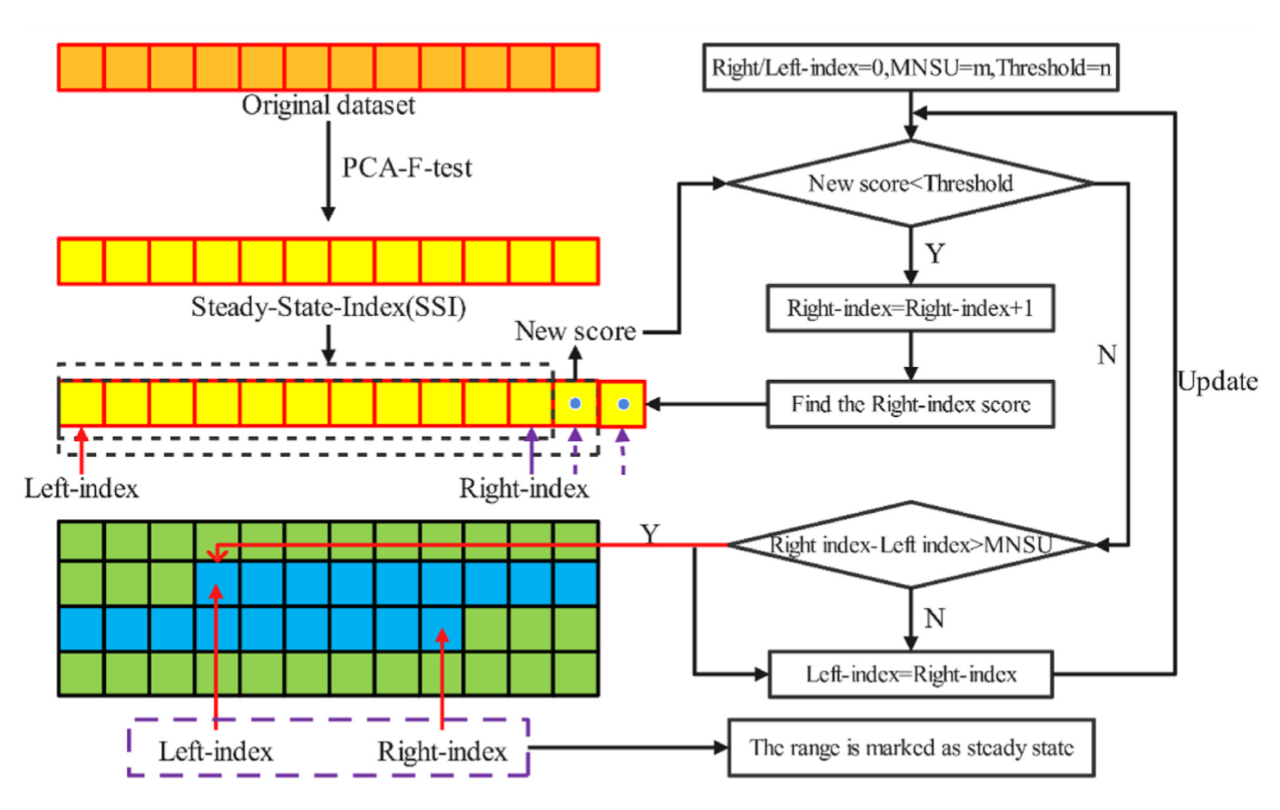 Original dataset
PCA-F-test
Steady-State-Index(SSI)
New score
Left-index
Right-index
Left-index
Right-index
Right/Left-index=0,MNSU=m,Threshold=n
New score<Threshold
Y
Right-index=Right-index+1
N
Find the Right-index score
Update
Right index-Left index>MNSU
Y
N
Left-index=Right-index
The range is marked as steady state